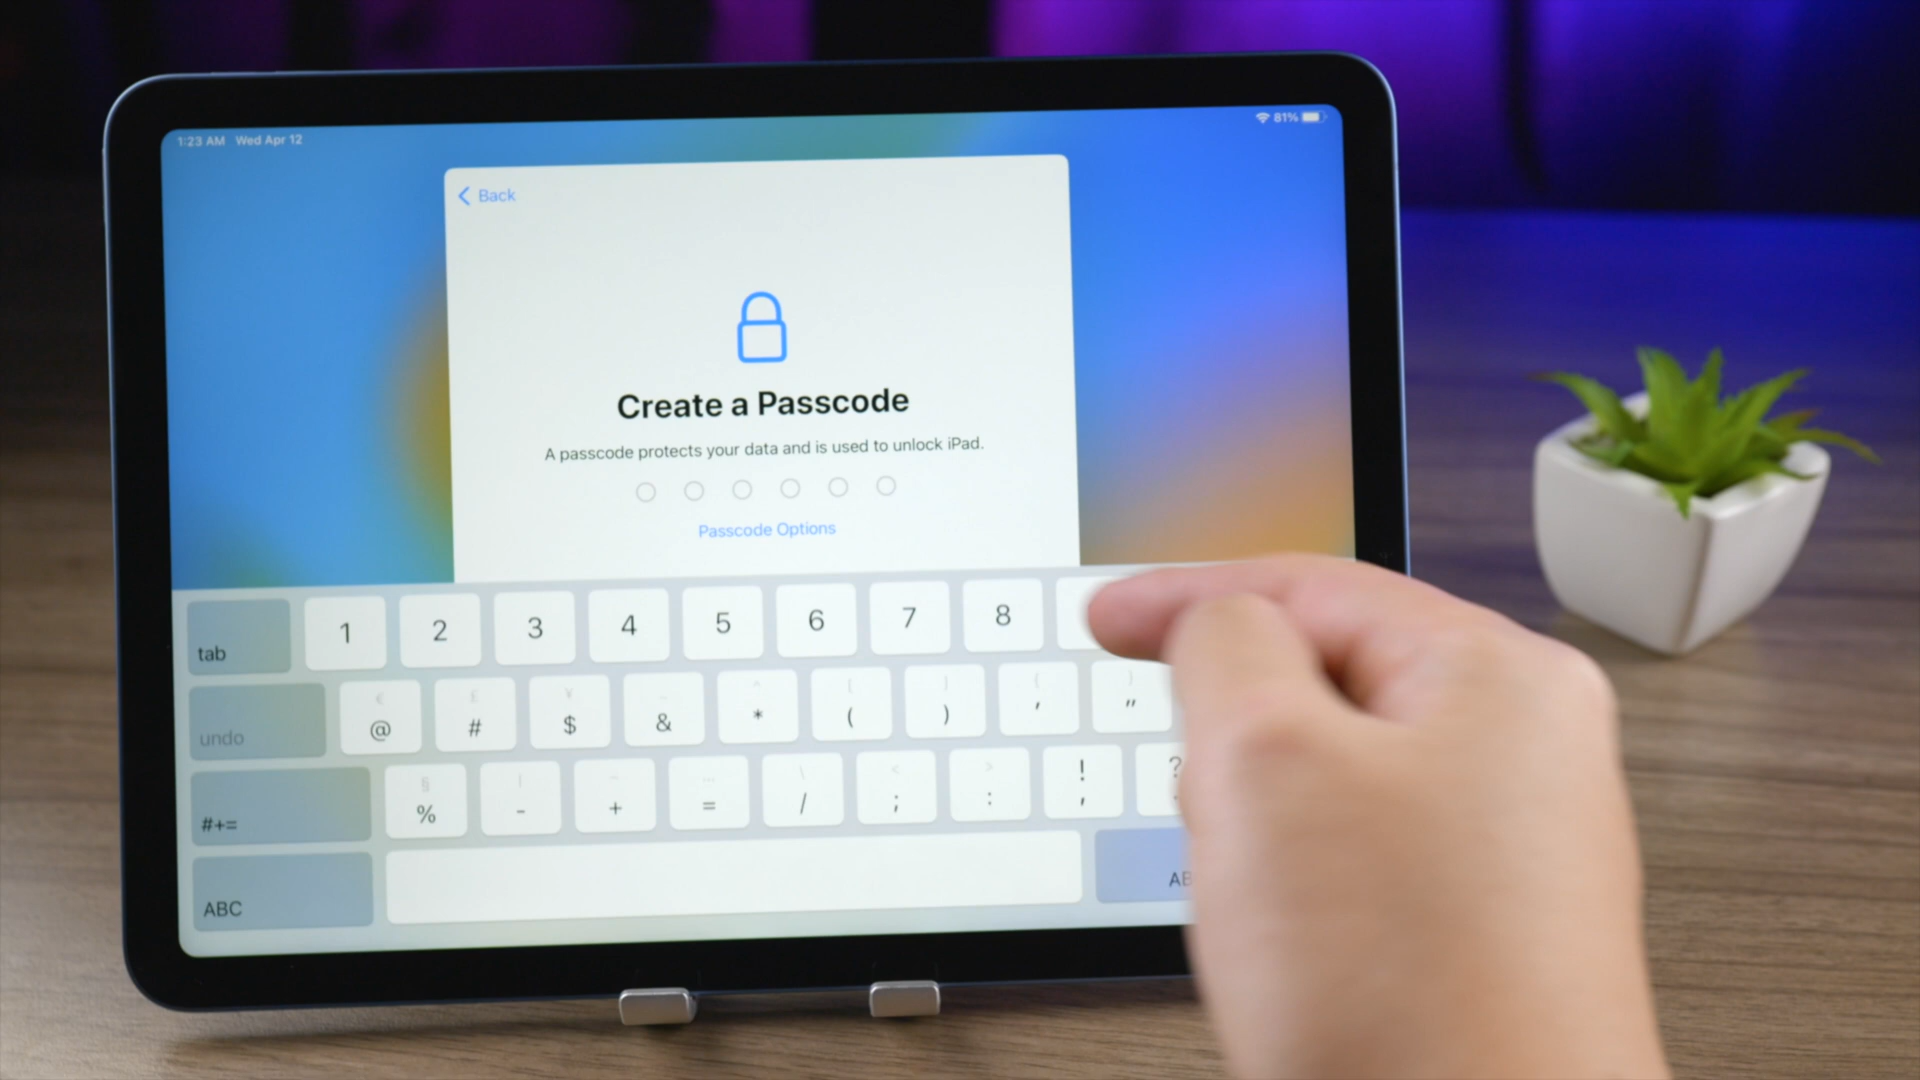 1:23 AM Wed Apr 12
81%
Back
Create a Passcode
A passcode protects your data and is used to unlock iPad.
Passcode Options
tab 1 2 3 4 5 6 7 8
undo @ # $ & * ( ) ' "
#+= % - + = / ; : ! , ?
ABC